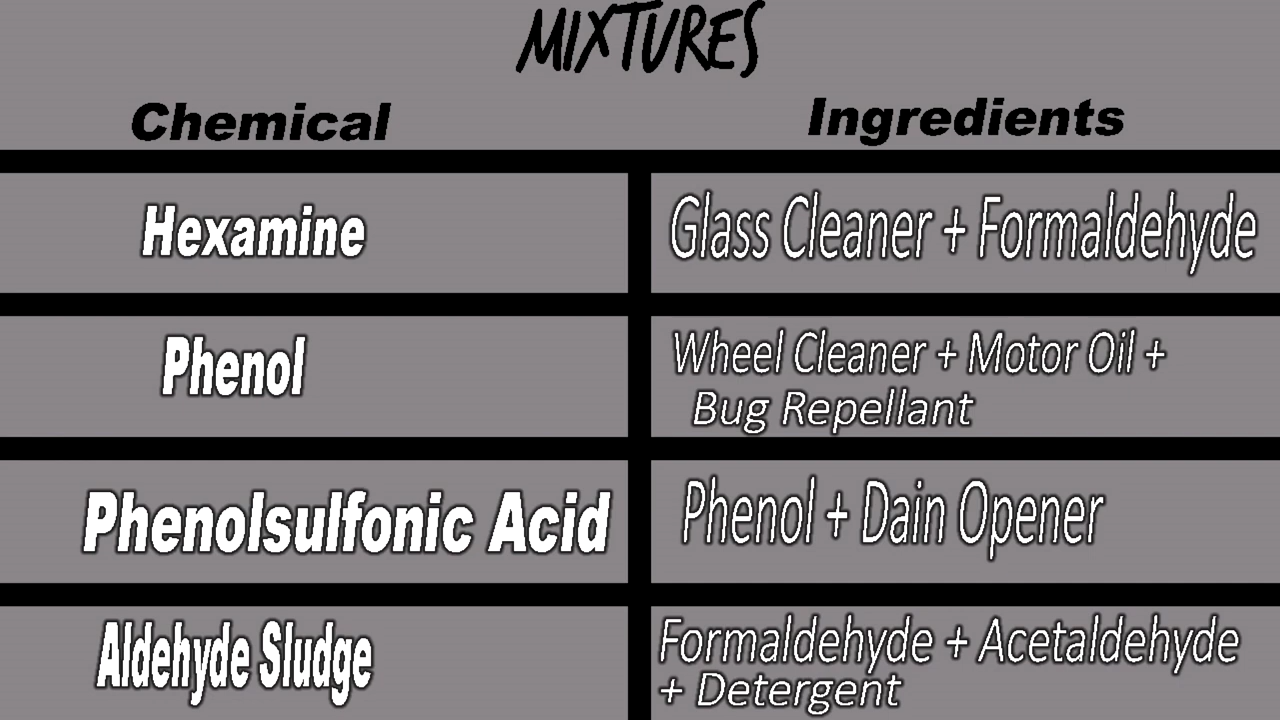 MIXTURES
Chemical
Ingredients
Hexamine
Glass Cleaner + Formaldehyde
Phenol
Wheel Cleaner + Motor Oil +
Bug Repellant
Phenolsulfonic Acid
Phenol + Dain Opener
Aldehyde Sludge
Formaldehyde + Acetaldehyde
+ Detergent